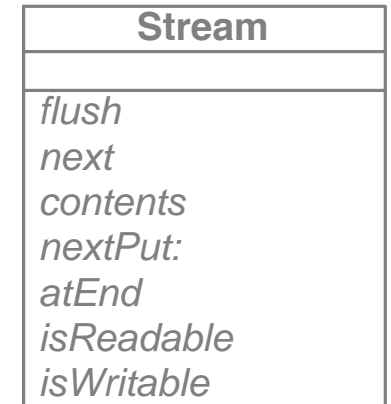 Stream
flush
next
contents
nextPut:
atEnd
isReadable
isWritable